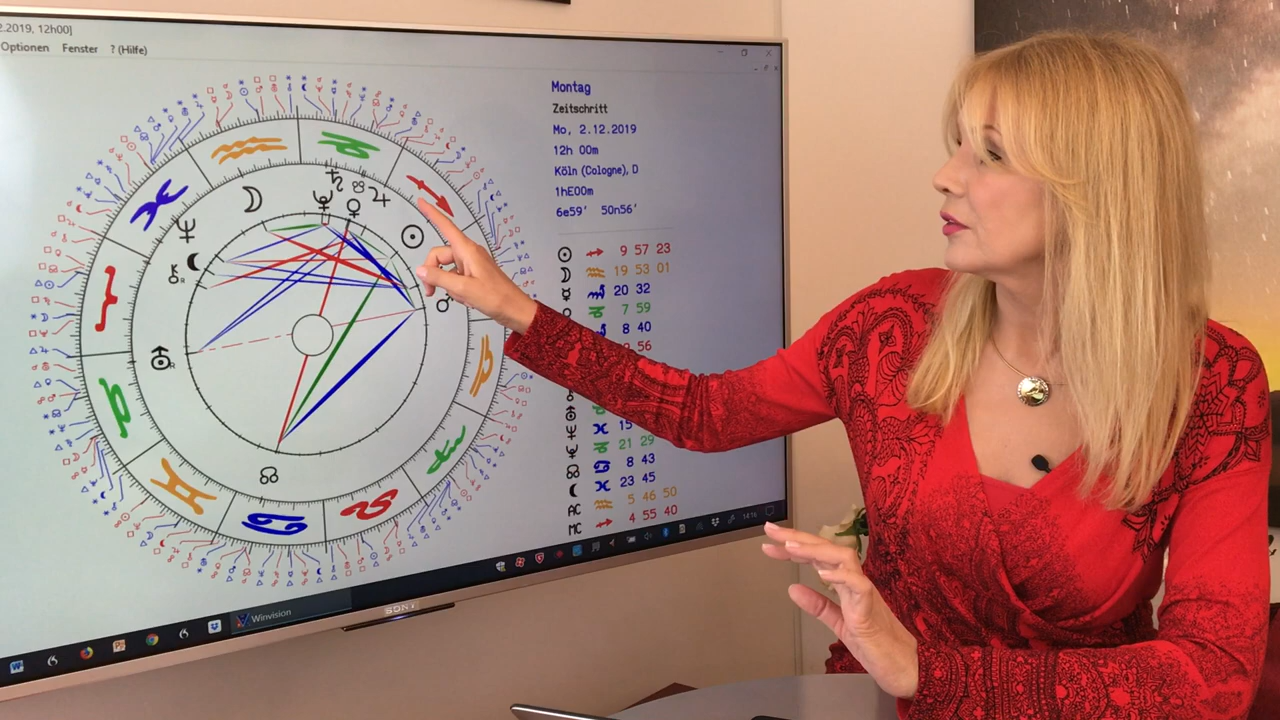 2.2019, 12h00]
Optionen Fenster ? (Hilfe)
Montag
Zeitschritt
Mo, 2.12.2019
12h 00m
Köln (Cologne), D
1hE00m
6e59' 50n56'
☉ ♐ 9 57 23
☽ ♒ 19 53 01
☿ ♏ 20 32
♑ 7 59
♏ 8 40
56
♓ 15
♑ 21 29
☊ ♋ 8 43
♓ 23 45
AC ♒ 5 46 50
MC ♐ 4 55 40
14:16
Winvision
SONY